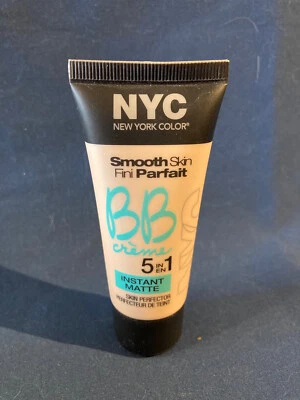 NYC
NEW YORK COLOR®
Smooth Skin
Fini Parfait
BB
crème
5 IN EN 1
INSTANT
MATTE
SKIN PERFECTOR
PERFECTEUR DE TEINT
NYC